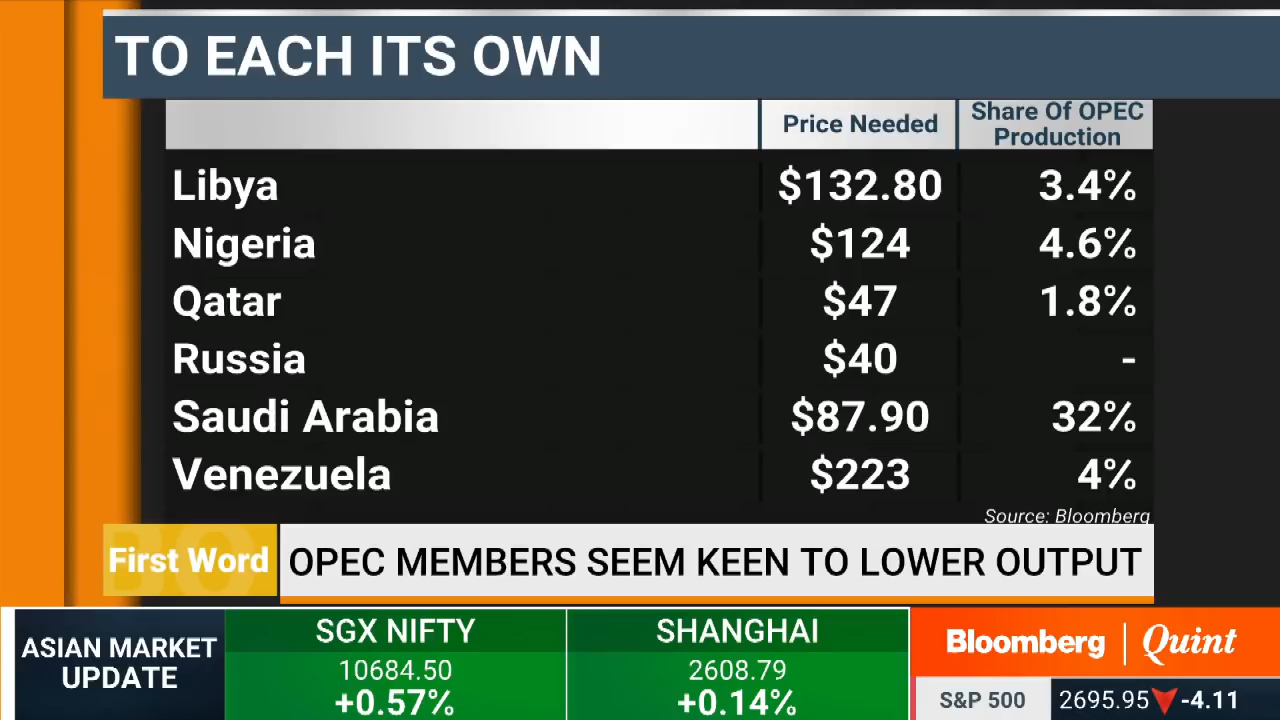 TO EACH ITS OWN
Price Needed
Share Of OPEC
Production
Libya $132.80 3.4%
Nigeria $124 4.6%
Qatar $47 1.8%
Russia $40 -
Saudi Arabia $87.90 32%
Venezuela $223 4%
Source: Bloomberg
First Word
OPEC MEMBERS SEEM KEEN TO LOWER OUTPUT
ASIAN MARKET
UPDATE
SGX NIFTY
10684.50
+0.57%
SHANGHAI
2608.79
+0.14%
Bloomberg | Quint
S&P 500 2695.95 -4.11